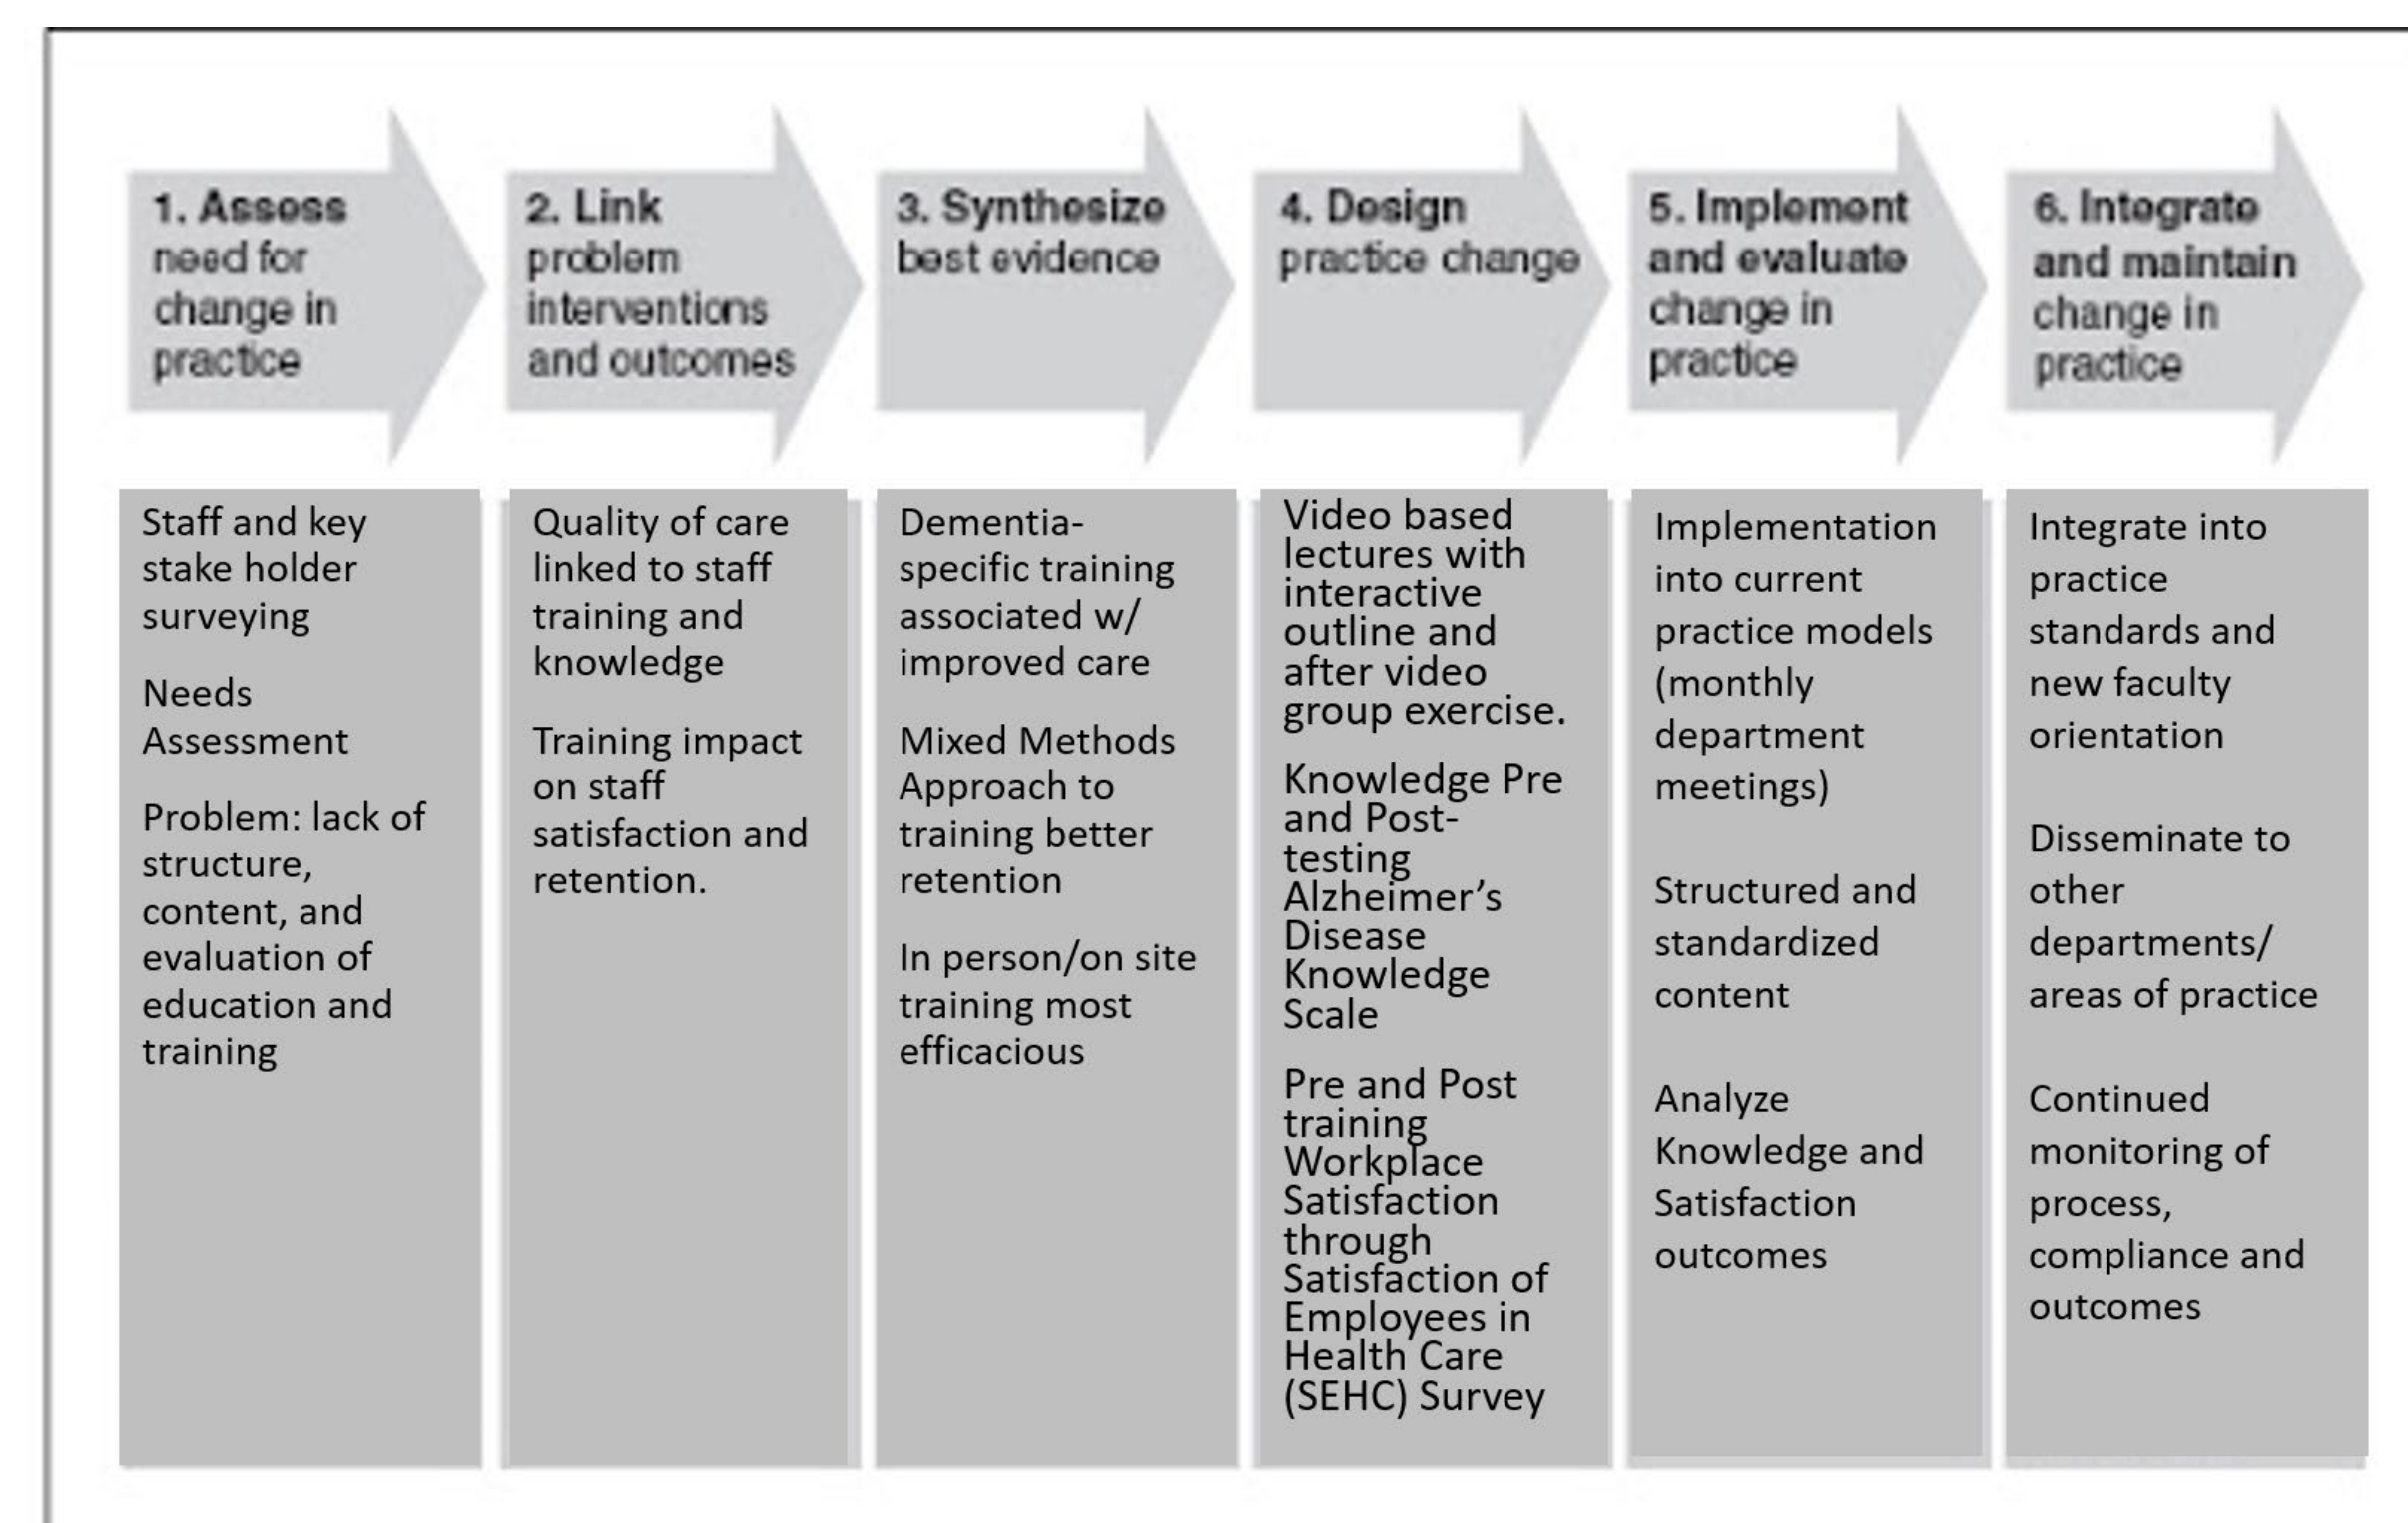 1. Assess
need for
change in
practice
2. Link
problem
interventions
and outcomes
3. Synthesize
best evidence
4. Design
practice change
5. Implement
and evaluate
change in
practice
6. Integrate
and maintain
change in
practice
Staff and key
stake holder
surveying
Needs
Assessment
Problem: lack of
structure,
content, and
evaluation of
education and
training
Quality of care
linked to staff
training and
knowledge
Training impact
on staff
satisfaction and
retention.
Dementia-
specific training
associated w/
improved care
Mixed Methods
Approach to
training better
retention
In person/on site
training most
efficacious
Video based
lectures with
interactive
outline and
after video
group exercise.
Knowledge Pre
and Post-
testing
Alzheimer’s
Disease
Knowledge
Scale
Pre and Post
training
Workplace
Satisfaction
through
Satisfaction of
Employees in
Health Care
(SEHC) Survey
Implementation
into current
practice models
(monthly
department
meetings)
Structured and
standardized
content
Analyze
Knowledge and
Satisfaction
outcomes
Integrate into
practice
standards and
new faculty
orientation
Disseminate to
other
departments/
areas of practice
Continued
monitoring of
process,
compliance and
outcomes